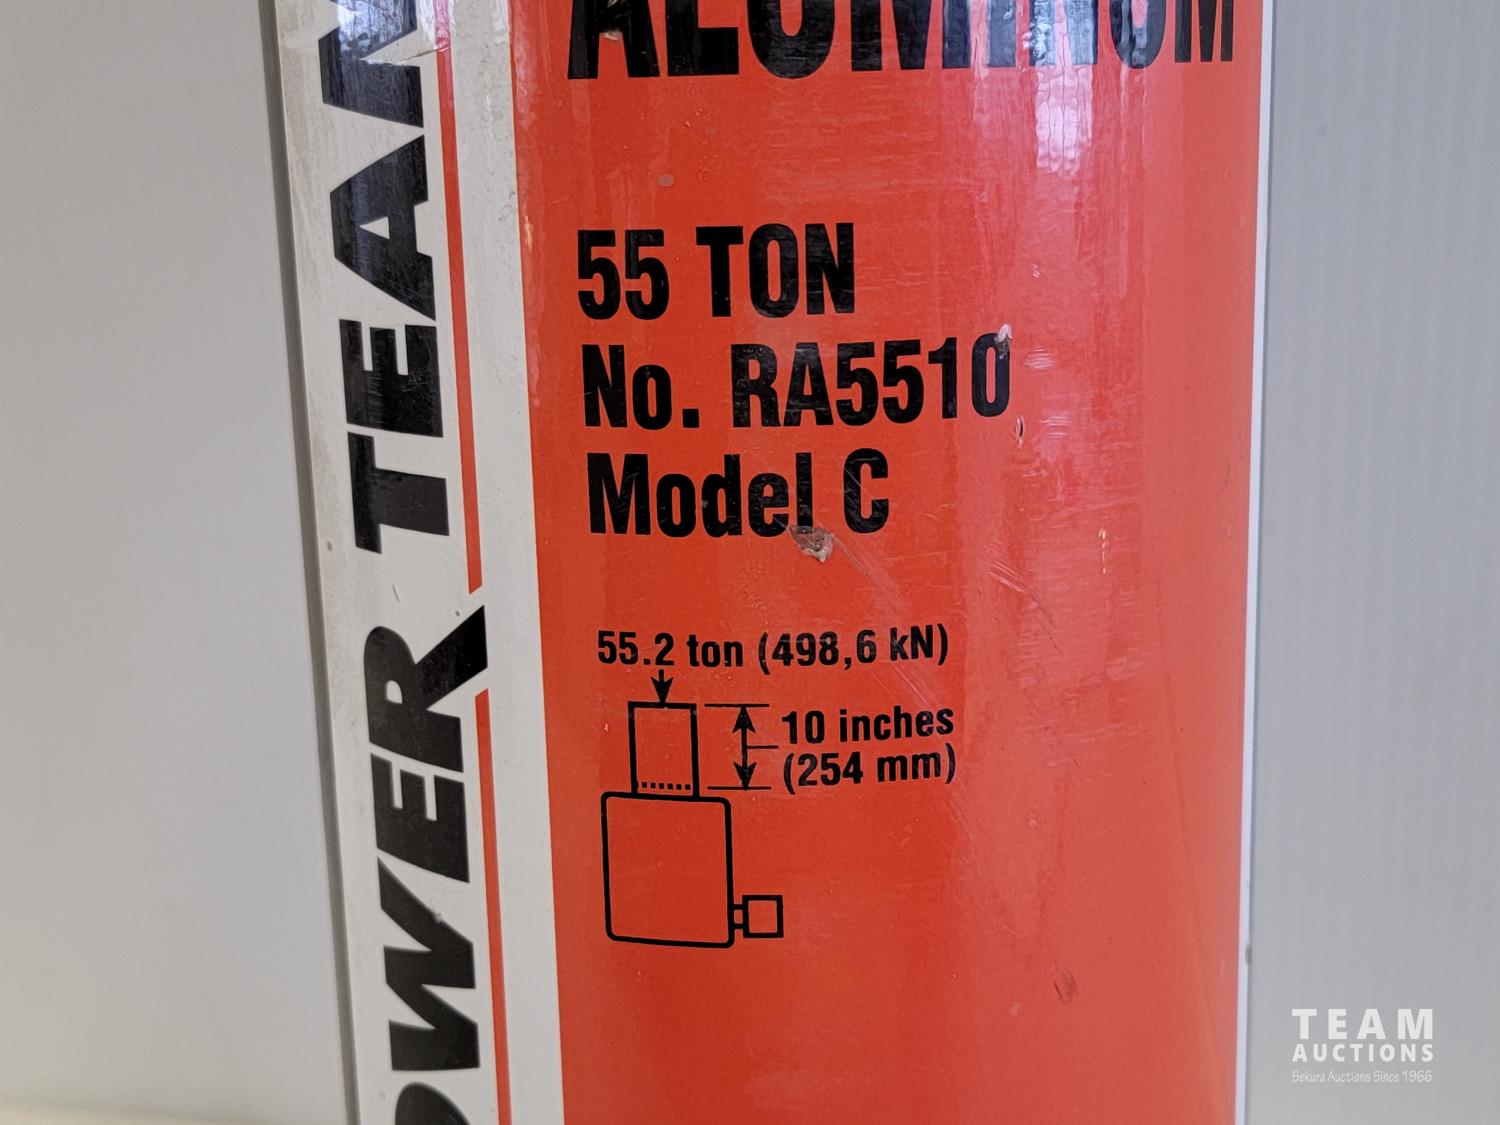 ALUMINUM
POWER TEAM
55 TON
No. RA5510
Model C
55.2 ton (498,6 kN)
10 inches
(254 mm)
TEAM
AUCTIONS
Sekura Auctions Since 1966